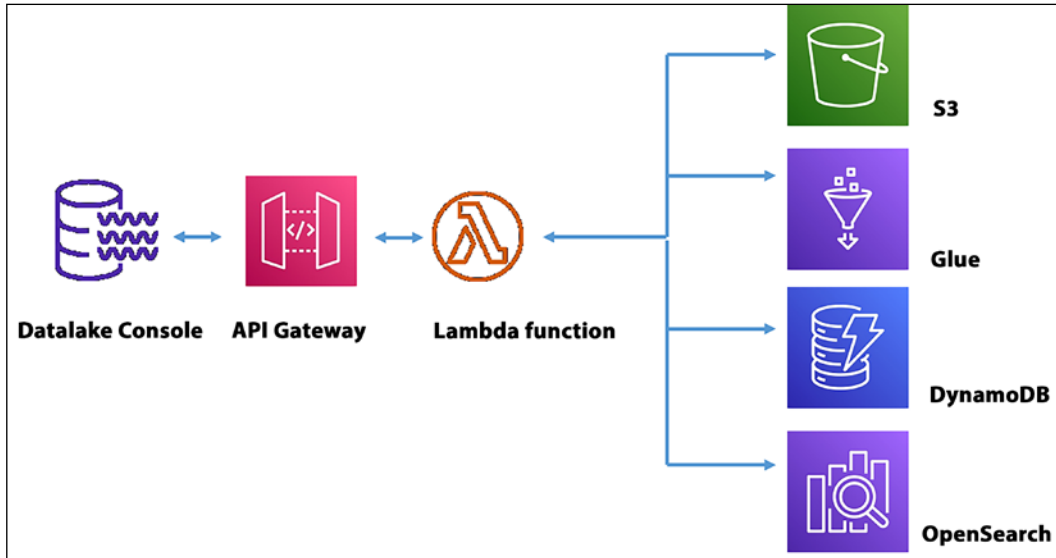 S3
Glue
Datalake Console
API Gateway
</>
Lambda function
DynamoDB
OpenSearch